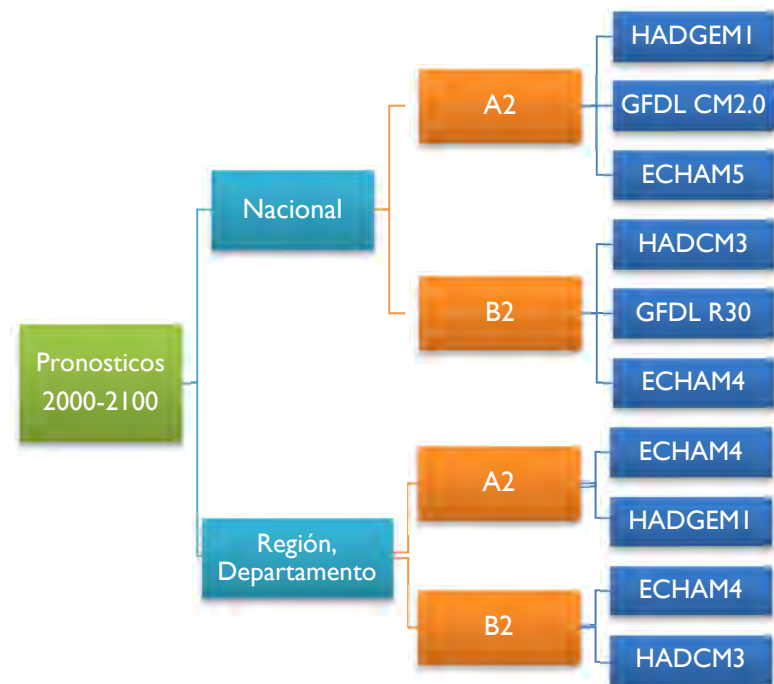 Pronosticos
2000-2100
Nacional
A2
HADGEM1
GFDL CM2.0
ECHAM5
B2
HADCM3
GFDL R30
ECHAM4
Región,
Departamento
A2
ECHAM4
HADGEM1
B2
ECHAM4
HADCM3